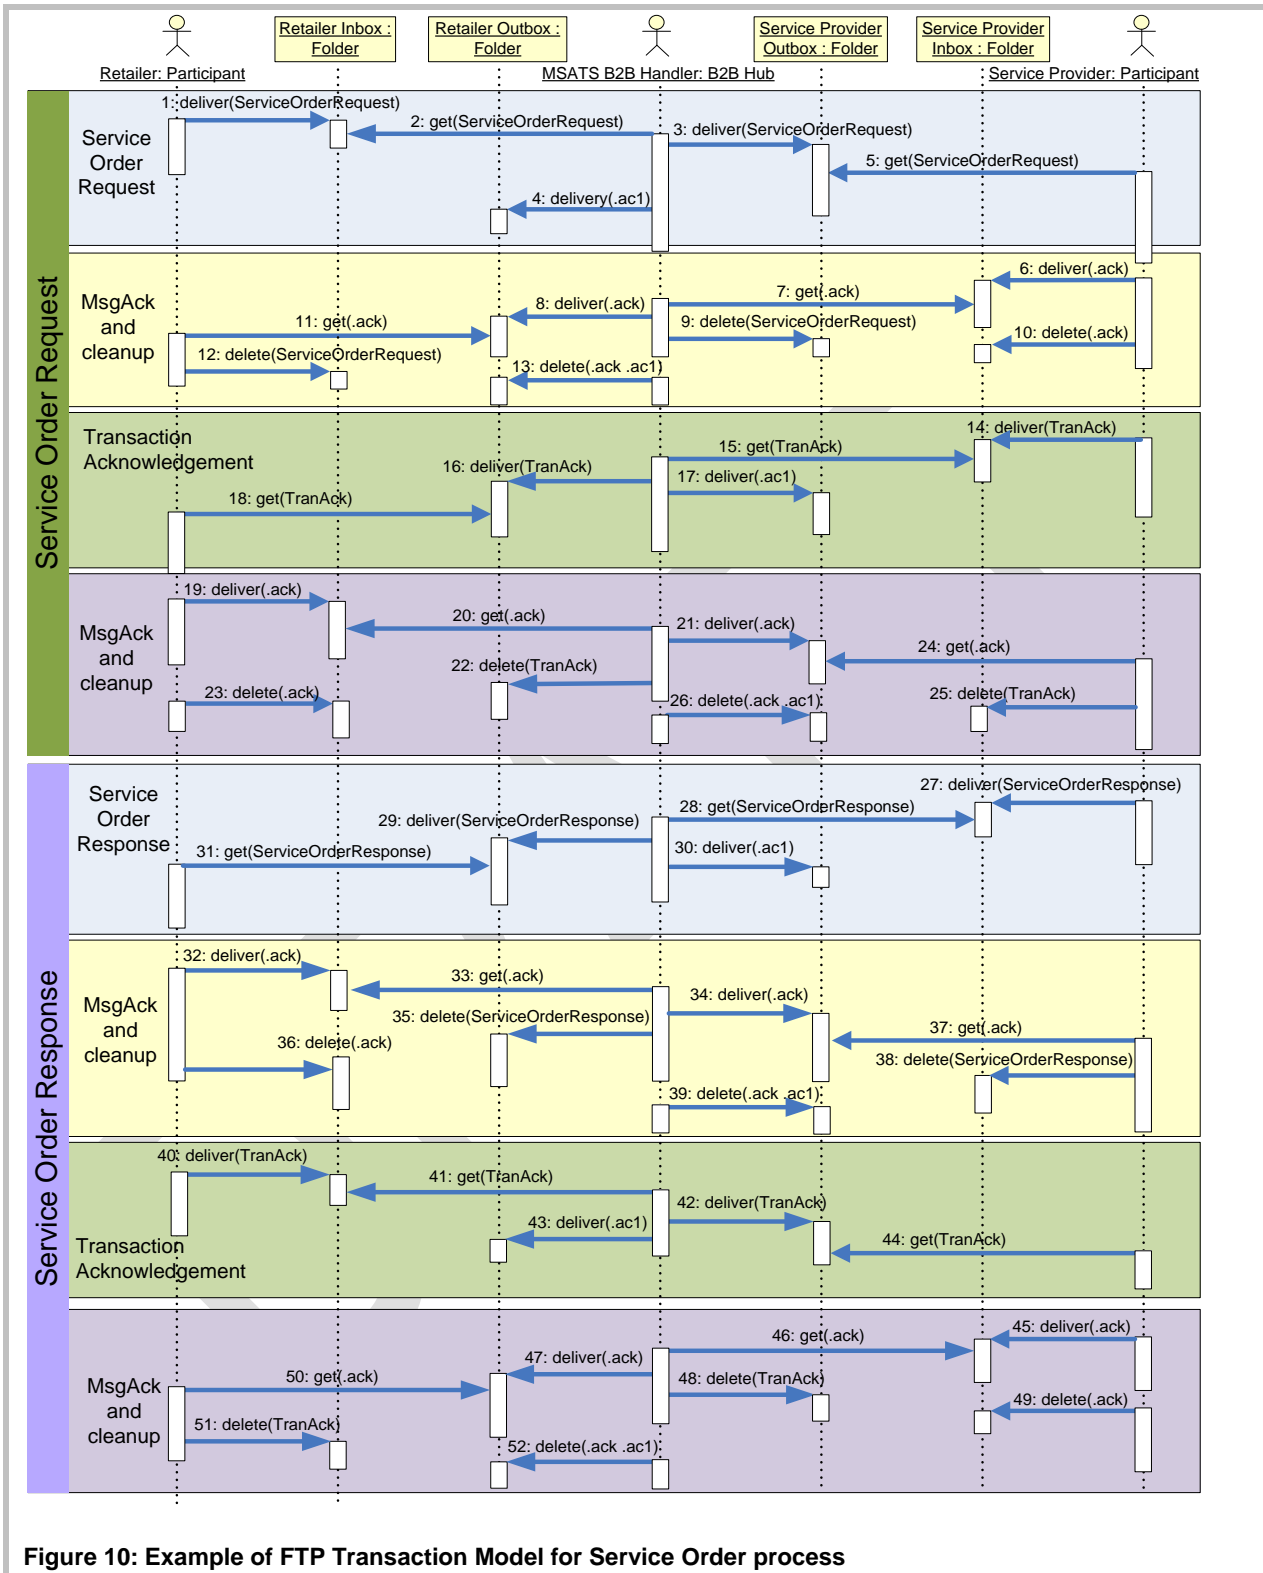 Retailer Inbox :
Folder
Retailer Outbox :
Folder
Service Provider
Outbox : Folder
Service Provider
Inbox : Folder
Retailer: Participant
MSATS B2B Handler: B2B Hub
Service Provider: Participant
Service Order Request
Service
Order
Request
1: deliver(ServiceOrderRequest)
2: get(ServiceOrderRequest)
3: deliver(ServiceOrderRequest)
5: get(ServiceOrderRequest)
4: delivery(.ac1)
MsgAck
and
cleanup
6: deliver(.ack)
7: get(.ack)
8: deliver(.ack)
11: get(.ack)
9: delete(ServiceOrderRequest)
10: delete(.ack)
12: delete(ServiceOrderRequest)
13: delete(.ack .ac1)
Transaction
Acknowledgement
14: deliver(TranAck)
15: get(TranAck)
16: deliver(TranAck)
17: deliver(.ac1)
18: get(TranAck)
MsgAck
and
cleanup
19: deliver(.ack)
20: get(.ack)
21: deliver(.ack)
24: get(.ack)
22: delete(TranAck)
23: delete(.ack)
26: delete(.ack .ac1)
25: delete(TranAck)
Service Order Response
Service
Order
Response
27: deliver(ServiceOrderResponse)
28: get(ServiceOrderResponse)
29: deliver(ServiceOrderResponse)
30: deliver(.ac1)
31: get(ServiceOrderResponse)
MsgAck
and
cleanup
32: deliver(.ack)
33: get(.ack)
34: deliver(.ack)
35: delete(ServiceOrderResponse)
37: get(.ack)
36: delete(.ack)
38: delete(ServiceOrderResponse)
39: delete(.ack .ac1)
Transaction
Acknowledgement
40: deliver(TranAck)
41: get(TranAck)
42: deliver(TranAck)
43: deliver(.ac1)
44: get(TranAck)
MsgAck
and
cleanup
45: deliver(.ack)
46: get(.ack)
47: deliver(.ack)
50: get(.ack)
48: delete(TranAck)
49: delete(.ack)
51: delete(TranAck)
52: delete(.ack .ac1)
Figure 10: Example of FTP Transaction Model for Service Order process